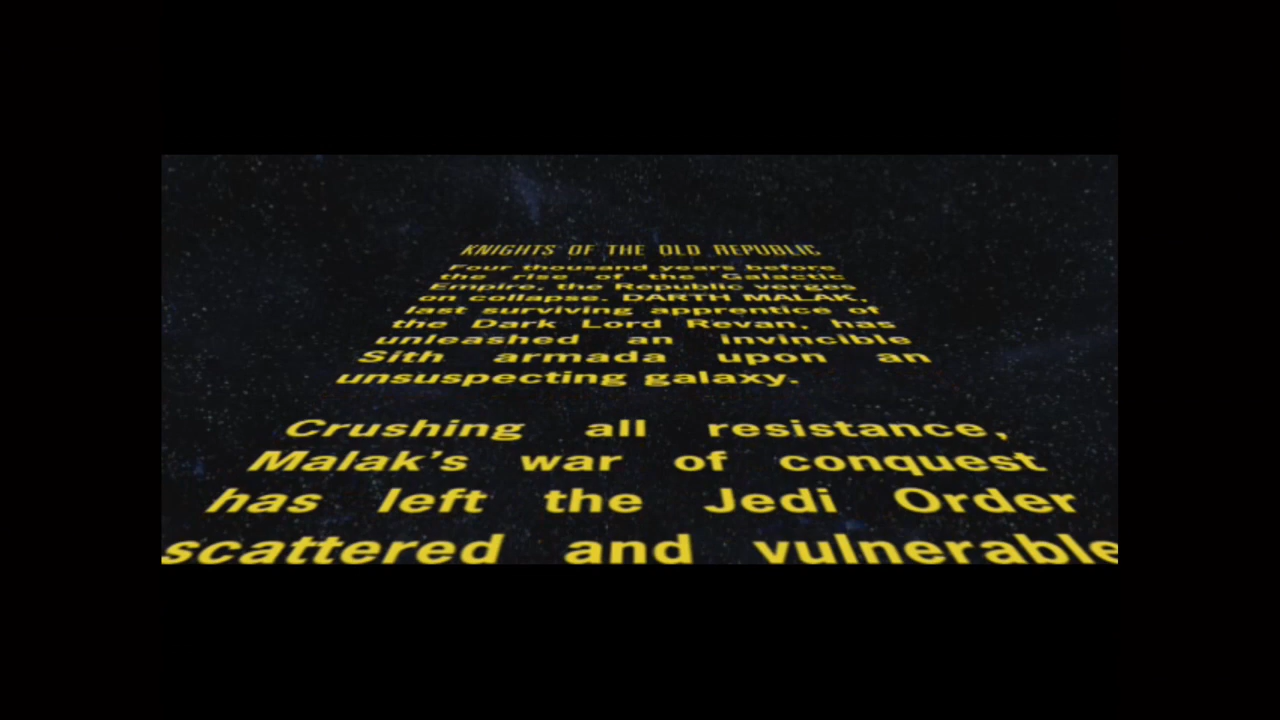 KNIGHTS OF THE OLD REPUBLIC
Four thousand years before
the rise of the Galactic
Empire, the Republic verges
on collapse. DARTH MALAK,
last surviving apprentice of
the Dark Lord Revan, has
unleashed an invincible
Sith armada upon an
unsuspecting galaxy.
Crushing all resistance,
Malak's war of conquest
has left the Jedi Order
scattered and vulnerable